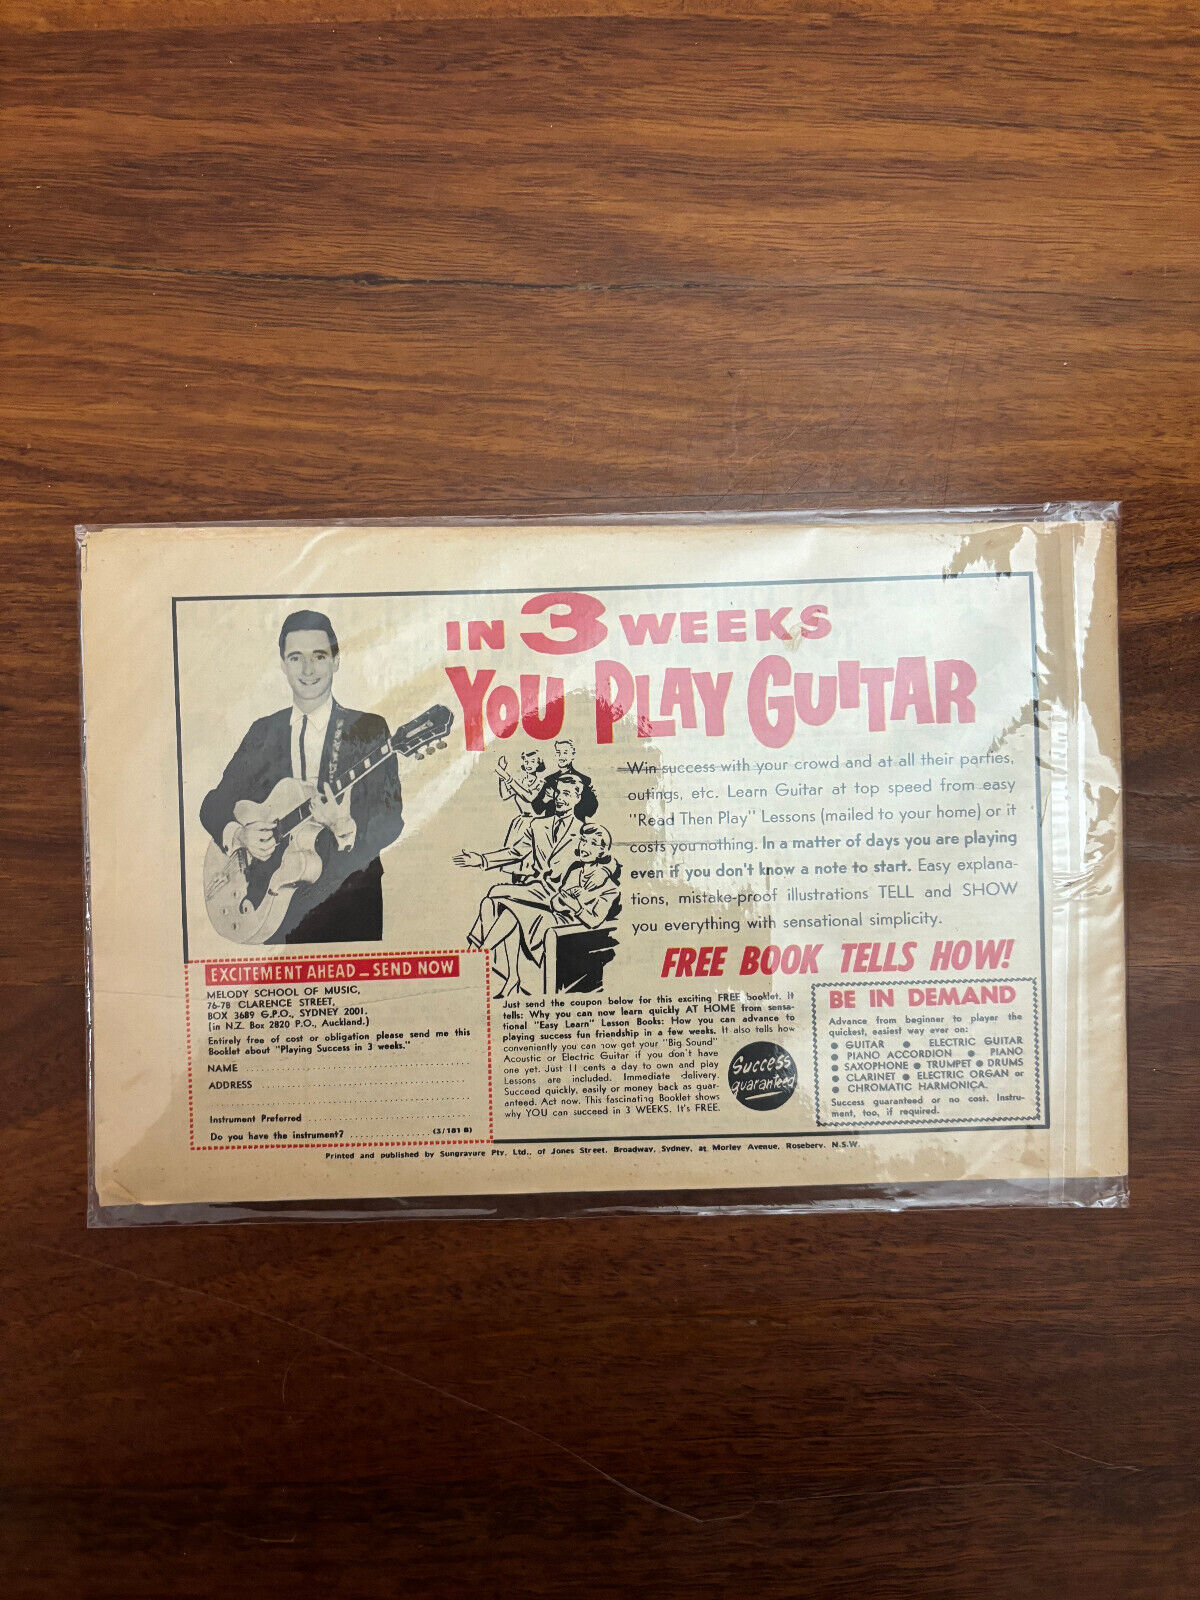 IN 3 WEEKS
YOU PLAY GUITAR
Win success with your crowd and at all their parties,
outings, etc. Learn Guitar at top speed from easy
"Read Then Play" Lessons (mailed to your home) or it
costs you nothing. In a matter of days you are playing
even if you don't know a note to start. Easy explana-
tions, mistake-proof illustrations TELL and SHOW
you everything with sensational simplicity.
FREE BOOK TELLS HOW!
EXCITEMENT AHEAD — SEND NOW
MELODY SCHOOL OF MUSIC,
76-78 CLARENCE STREET,
BOX 3689 G.P.O., SYDNEY 2001.
(in N.Z. Box 2820 P.O., Auckland.)
Entirely free of cost or obligation please send me this
Booklet about "Playing Success in 3 weeks."
NAME
ADDRESS
Instrument Preferred
Do you have the instrument? (3/181 B)
Just send the coupon below for this exciting FREE booklet. It
tells: Why you can now learn quickly AT HOME from sensa-
tional "Easy Learn" Lesson Books: How you can advance to
playing success fun friendship in a few weeks. It also tells how
conveniently you can now get your "Big Sound"
Acoustic or Electric Guitar if you don't have
one yet. Just 11 cents a day to own and play
Lessons are included. Immediate delivery.
Succeed quickly, easily or money back as guar-
anteed. Act now. This fascinating Booklet shows
why YOU can succeed in 3 WEEKS. It's FREE.
Success
guaranteed
BE IN DEMAND
Advance from beginner to player the
quickest, easiest way ever on:
● GUITAR ● ELECTRIC GUITAR
● PIANO ACCORDION ● PIANO
● SAXOPHONE ● TRUMPET ● DRUMS
● CLARINET ● ELECTRIC ORGAN or
● CHROMATIC HARMONICA.
Success guaranteed or no cost. Instru-
ment, too, if required.
Printed and published by Sungravure Pty. Ltd., of Jones Street, Broadway, Sydney, at Morley Avenue, Rosebery, N.S.W.